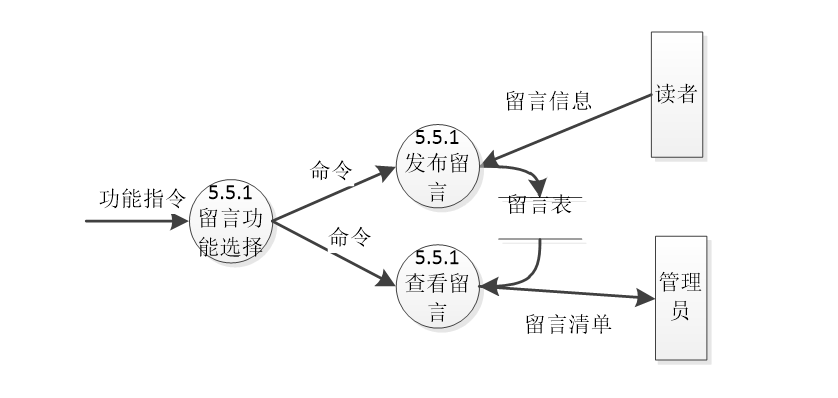 功能指令
5.5.1
留言功
能选择
命令
命令
5.5.1
发布留
言
5.5.1
查看留
言
留言信息
读者
留言表
留言清单
管理
员